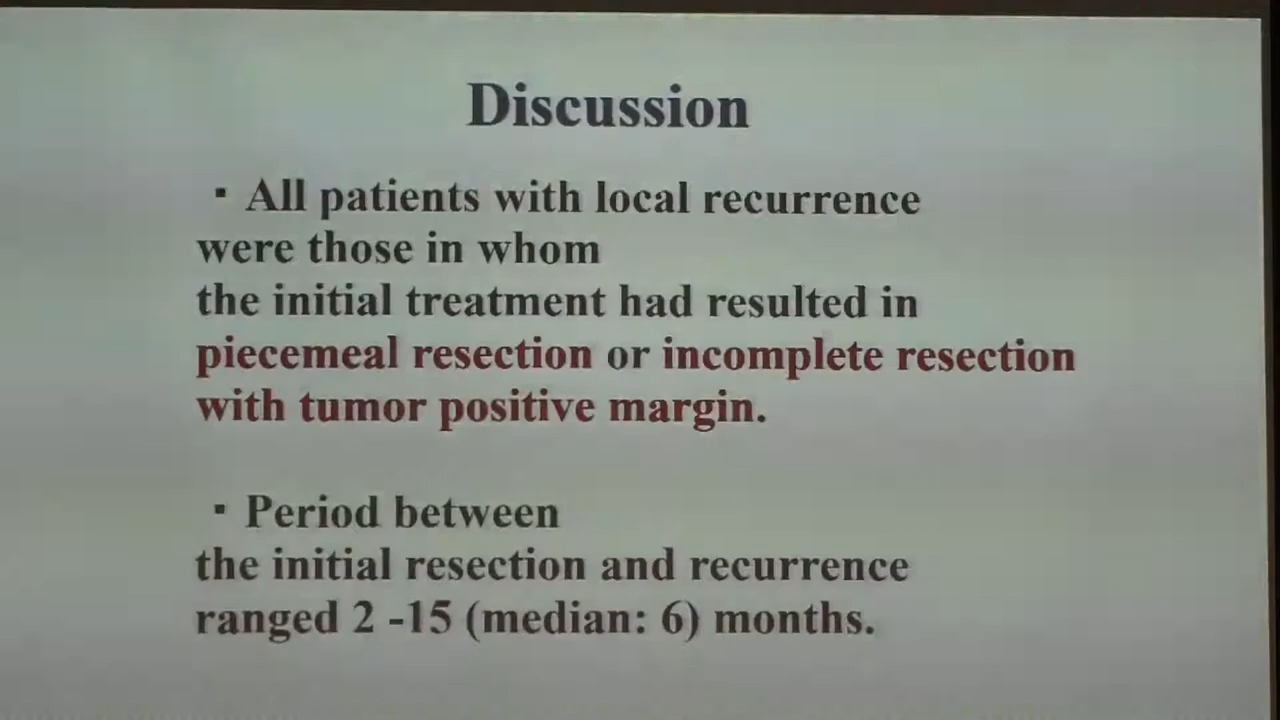 Discussion
▪ All patients with local recurrence
were those in whom
the initial treatment had resulted in
piecemeal resection or incomplete resection
with tumor positive margin.
▪ Period between
the initial resection and recurrence
ranged 2 -15 (median: 6) months.